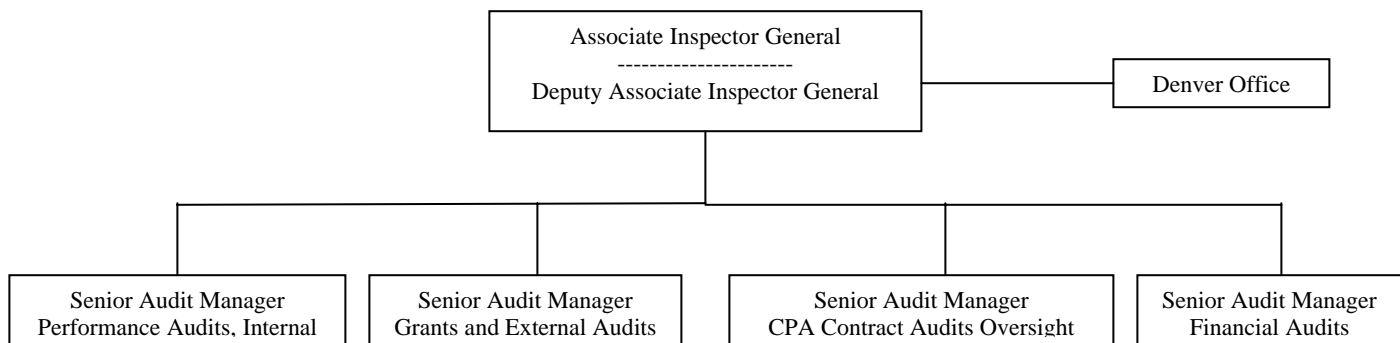 Associate Inspector General
----------------------
Deputy Associate Inspector General
Denver Office
Senior Audit Manager
Performance Audits, Internal
Senior Audit Manager
Grants and External Audits
Senior Audit Manager
CPA Contract Audits Oversight
Senior Audit Manager
Financial Audits